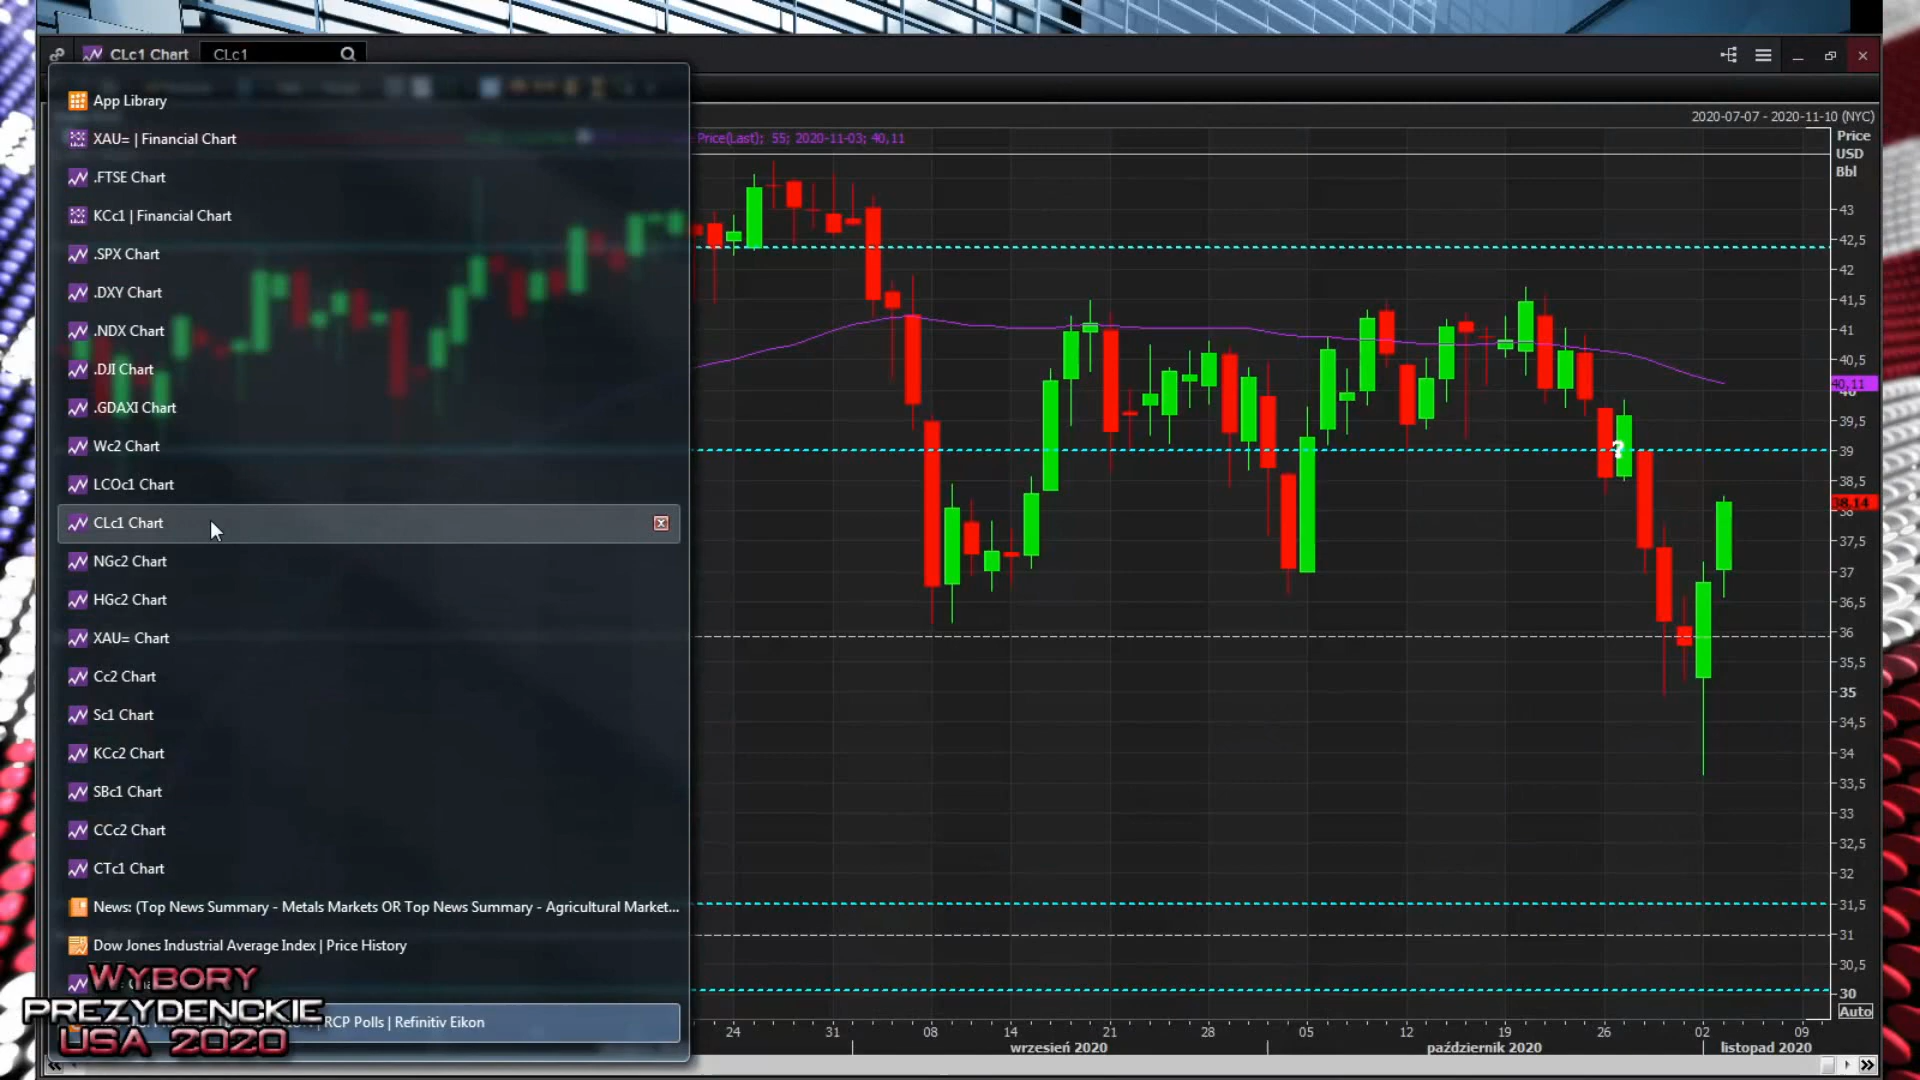 CLc1 Chart
CLc1
App Library
XAU= | Financial Chart
.FTSE Chart
KCc1 | Financial Chart
.SPX Chart
.DXY Chart
.NDX Chart
.DJI Chart
.GDAXI Chart
Wc2 Chart
LCOc1 Chart
CLc1 Chart
NGc2 Chart
HGc2 Chart
XAU= Chart
Cc2 Chart
Sc1 Chart
KCc2 Chart
SBc1 Chart
CCc2 Chart
CTc1 Chart
News: (Top News Summary - Metals Markets OR Top News Summary - Agricultural Market...
Dow Jones Industrial Average Index | Price History
RCP Polls | Refinitiv Eikon
WYBORY
PREZYDENCKIE
USA 2020
2020-07-07 - 2020-11-10 (NYC)
Price(Last); 55; 2020-11-03; 40,11
Price
USD
Bbl
43
42,5
42
41,5
41
40,5
40,11
40
39,5
39
?
38,5
38,14
38
37,5
37
36,5
36
35,5
35
34,5
34
33,5
33
32,5
32
31,5
31
30,5
30
Auto
24 31 08 14 21 28 05 12 19 26 02 09
wrzesień 2020 październik 2020 listopad 2020